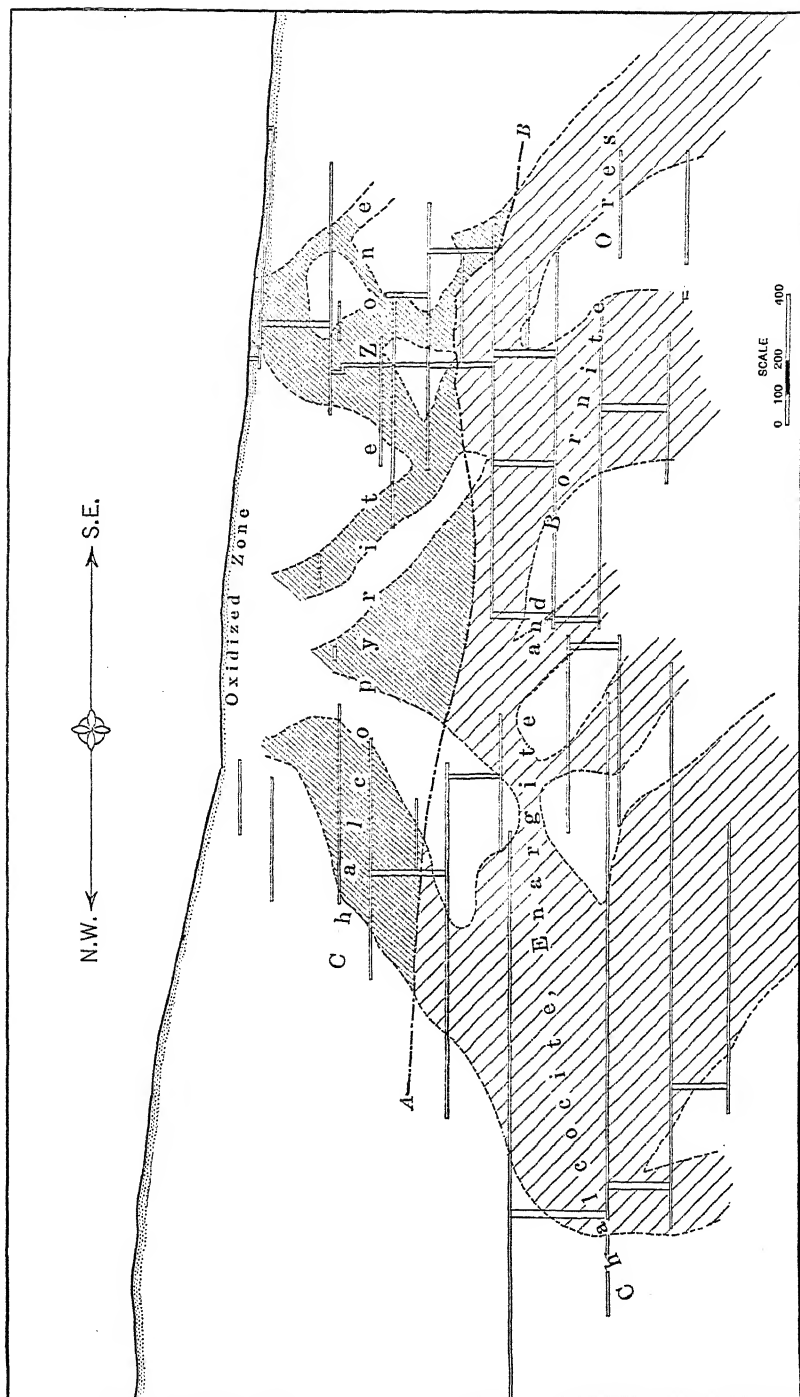 N.W. S.E.
Oxidized Zone
Chalcopyrite Zone
A
B
Chalcocite, Enargite and Bornite Ores
SCALE
0 100 200 400